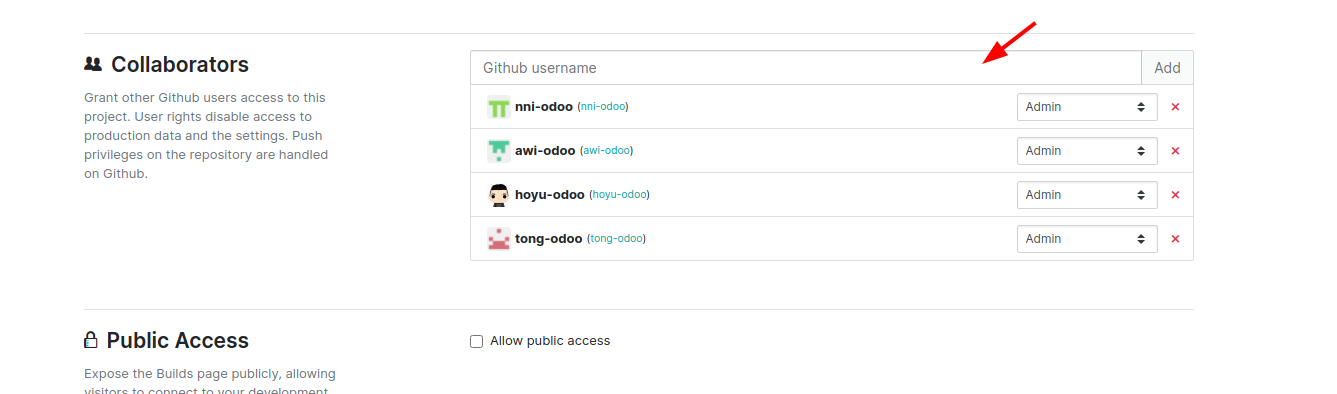 Collaborators
Grant other Github users access to this
project. User rights disable access to
production data and the settings. Push
privileges on the repository are handled
on Github.
Github username Add
nni-odoo (nni-odoo) Admin ×
awi-odoo (awi-odoo) Admin ×
hoyu-odoo (hoyu-odoo) Admin ×
tong-odoo (tong-odoo) Admin ×
Public Access
Expose the Builds page publicly, allowing
visitors to connect to your development
Allow public access